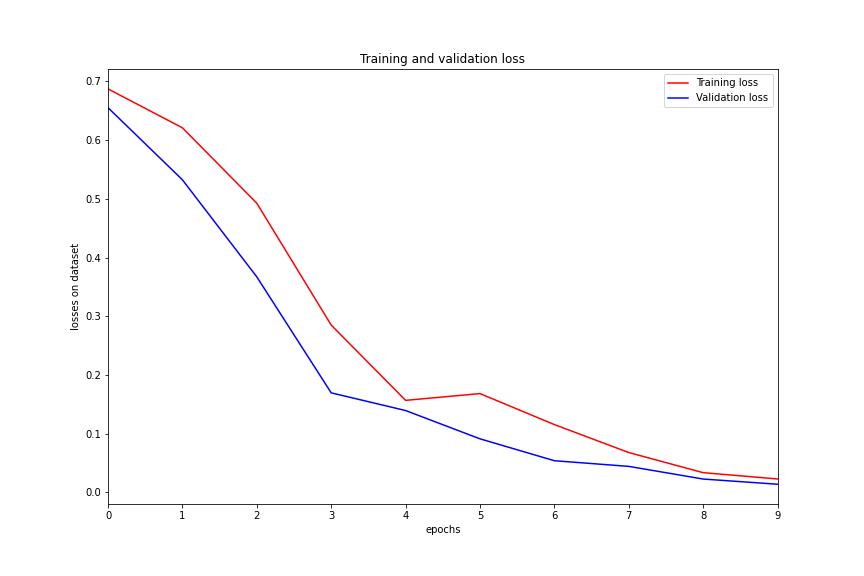 Training and validation loss
Training loss
Validation loss
losses on dataset
0.7
0.6
0.5
0.4
0.3
0.2
0.1
0.0
0 1 2 3 4 5 6 7 8 9
epochs